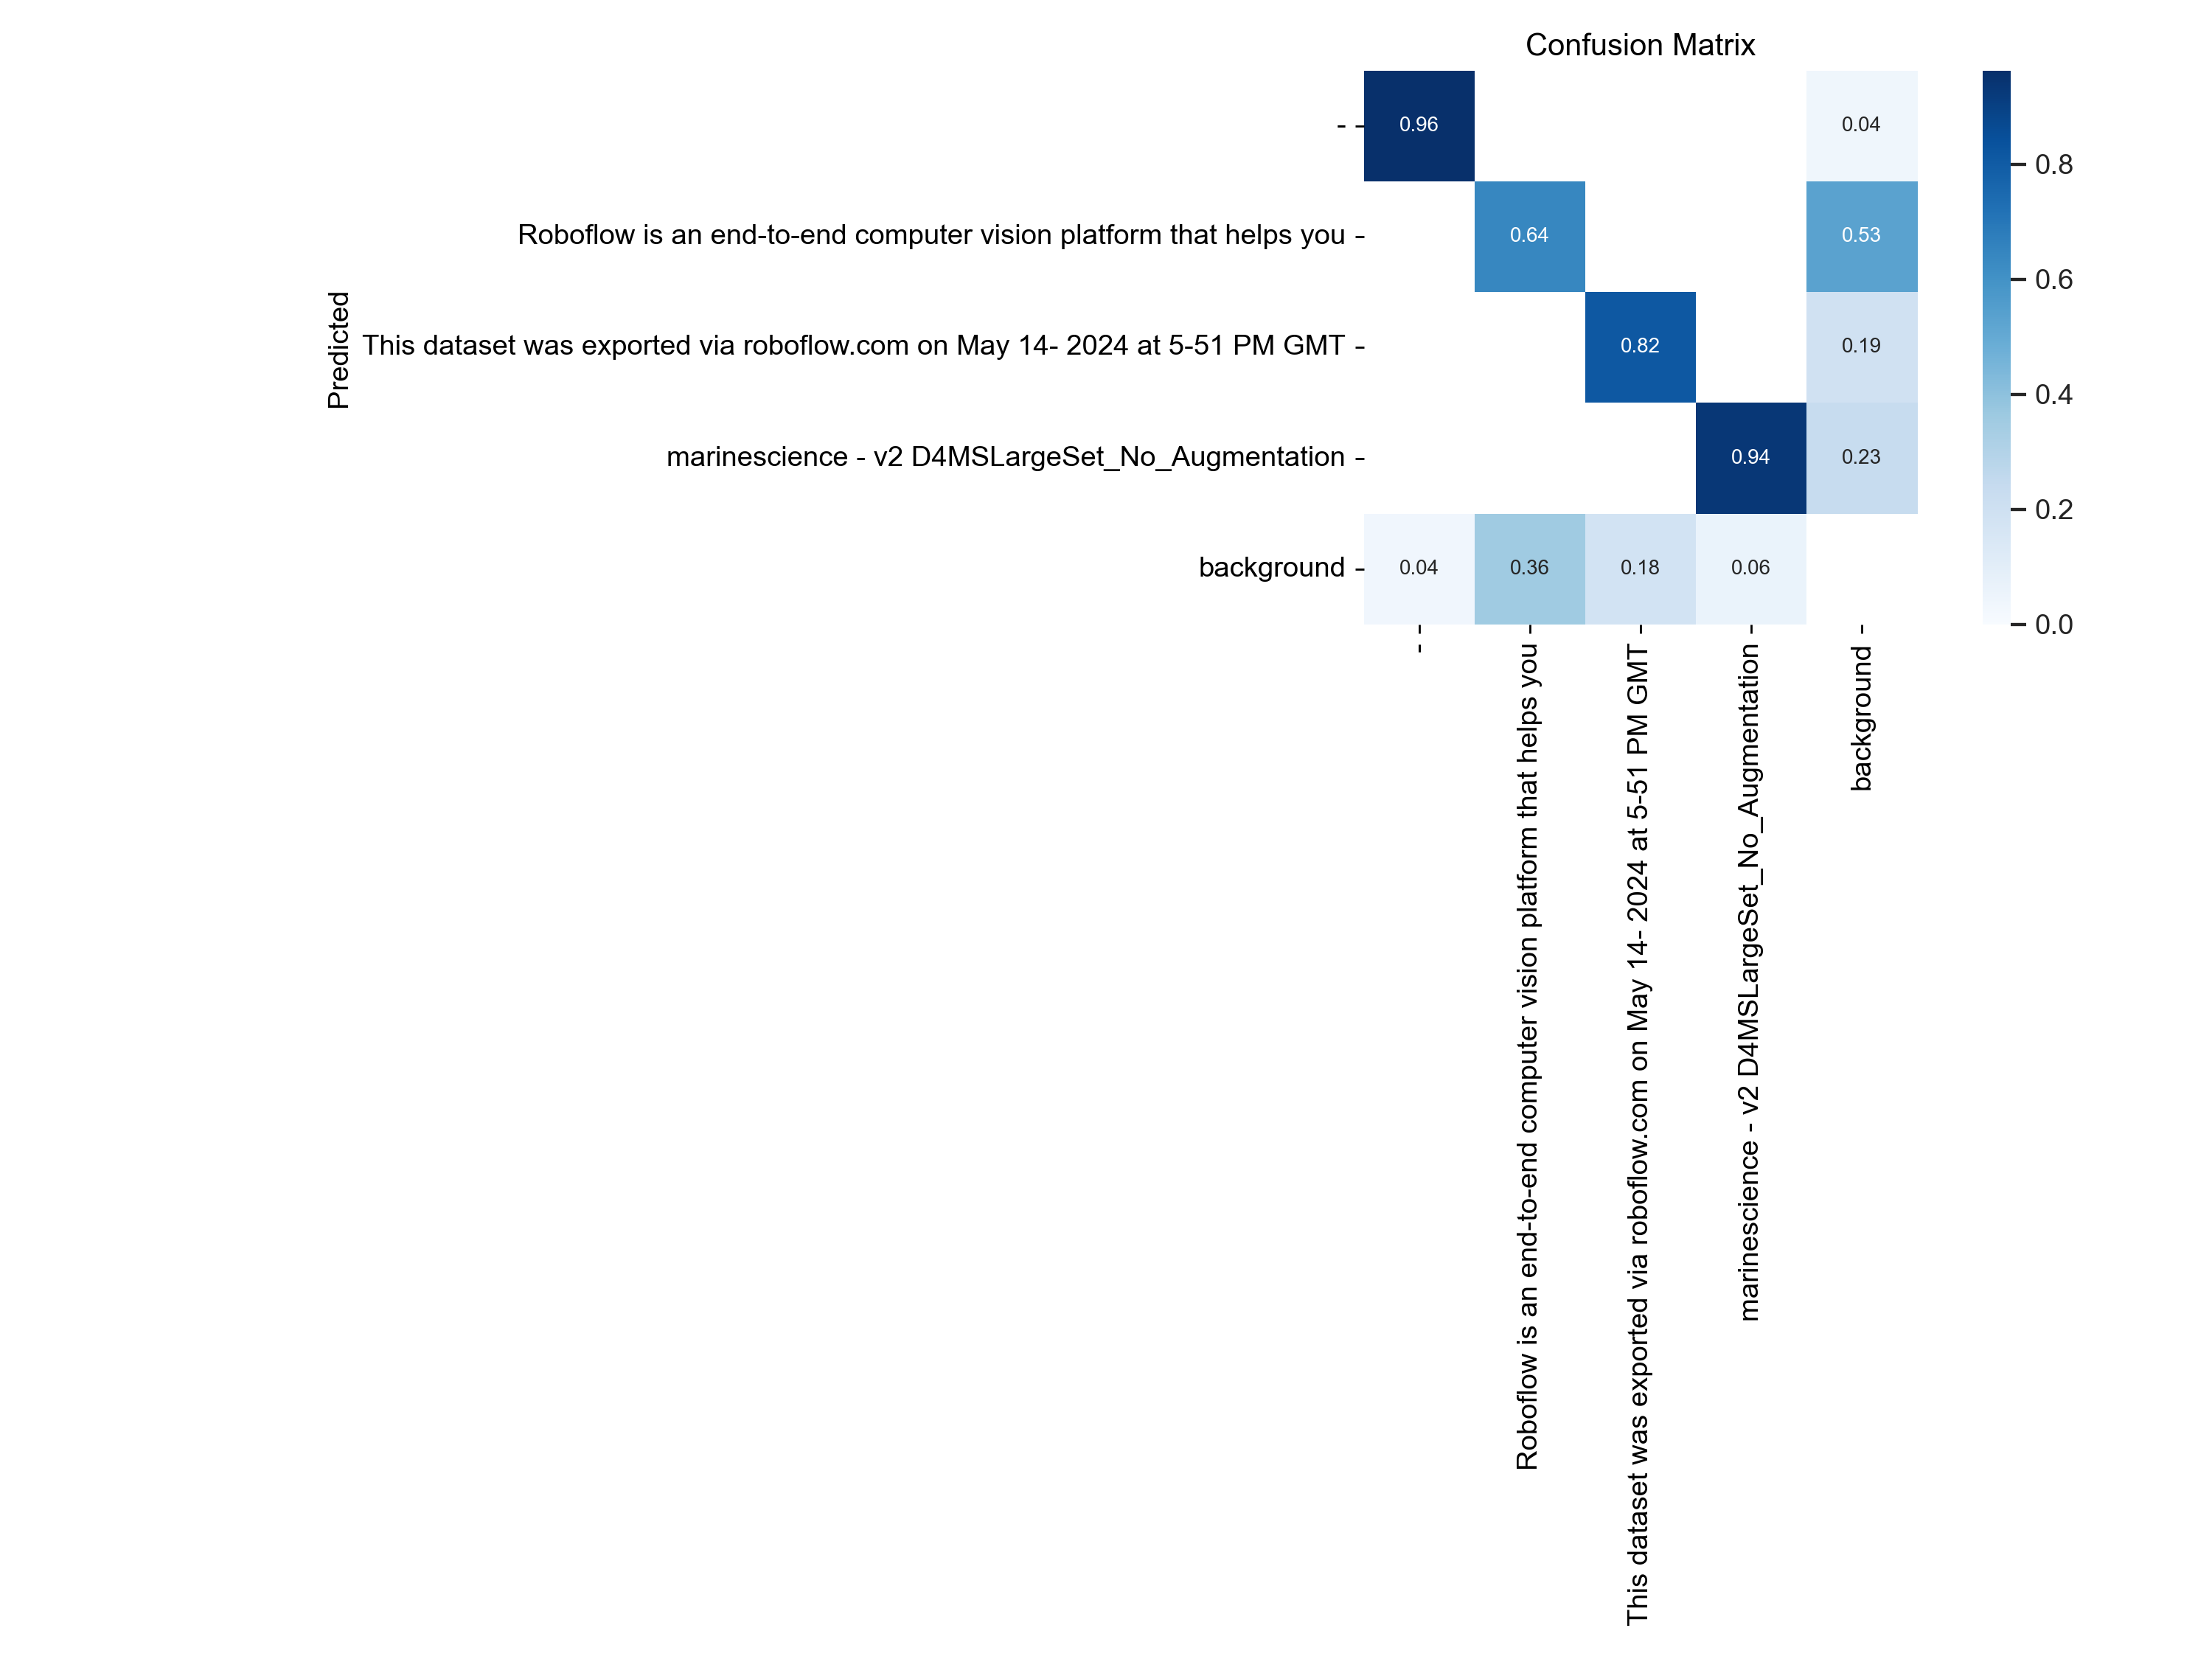 Confusion Matrix
-
0.96
0.04
Roboflow is an end-to-end computer vision platform that helps you
0.64
0.53
This dataset was exported via roboflow.com on May 14- 2024 at 5-51 PM GMT
0.82
0.19
marinescience - v2 D4MSLargeSet_No_Augmentation
0.94
0.23
background
0.04
0.36
0.18
0.06
Predicted
-
Roboflow is an end-to-end computer vision platform that helps you
This dataset was exported via roboflow.com on May 14- 2024 at 5-51 PM GMT
marinescience - v2 D4MSLargeSet_No_Augmentation
background
0.8
0.6
0.4
0.2
0.0